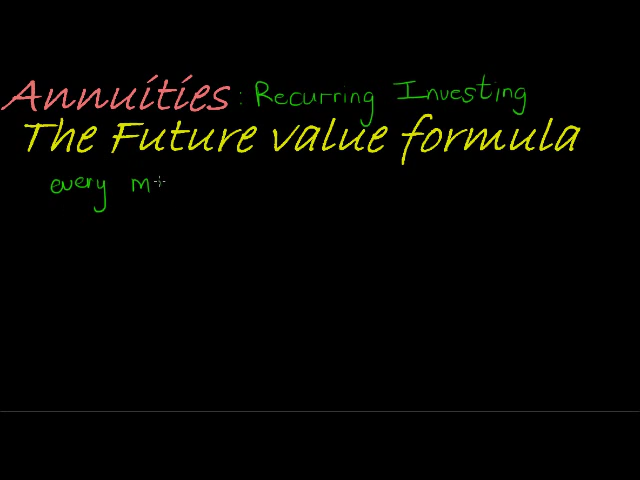 Annuities : Recurring Investing
The Future value formula
every m